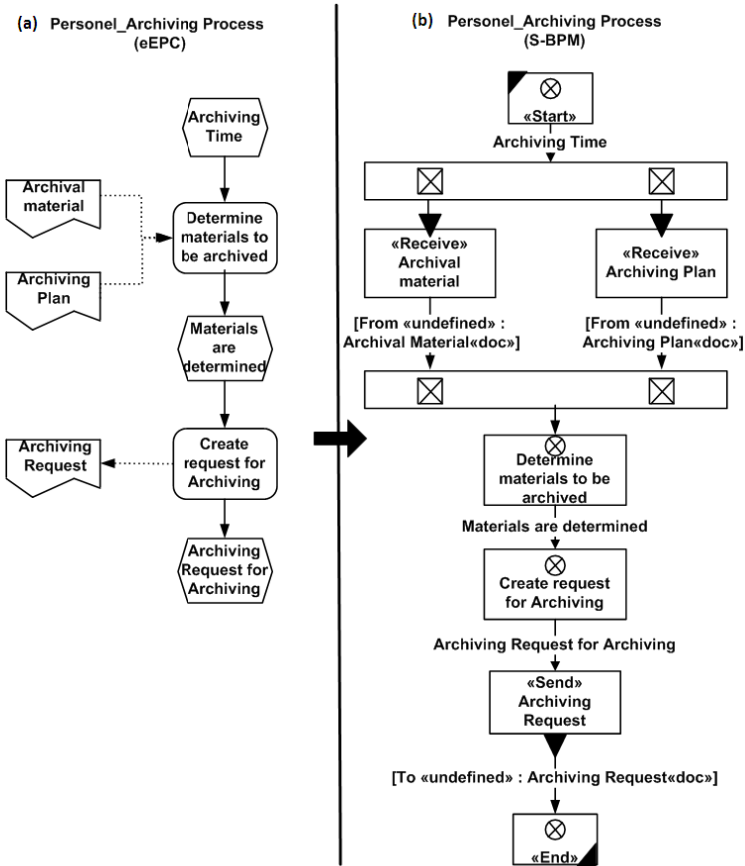 (a) Personel_Archiving Process
(eEPC)
Archiving
Time
Archival
material
Determine
materials to
be archived
Archiving
Plan
Materials
are
determined
Archiving
Request
Create
request for
Archiving
Archiving
Request for
Archiving
(b) Personel_Archiving Process
(S-BPM)
«Start»
Archiving Time
«Receive»
Archival
material
«Receive»
Archiving Plan
[From «undefined» :
Archival Material«doc»]
[From «undefined» :
Archiving Plan«doc»]
Determine
materials to be
archived
Materials are determined
Create request
for Archiving
Archiving Request for Archiving
«Send»
Archiving
Request
[To «undefined» : Archiving Request«doc»]
«End»